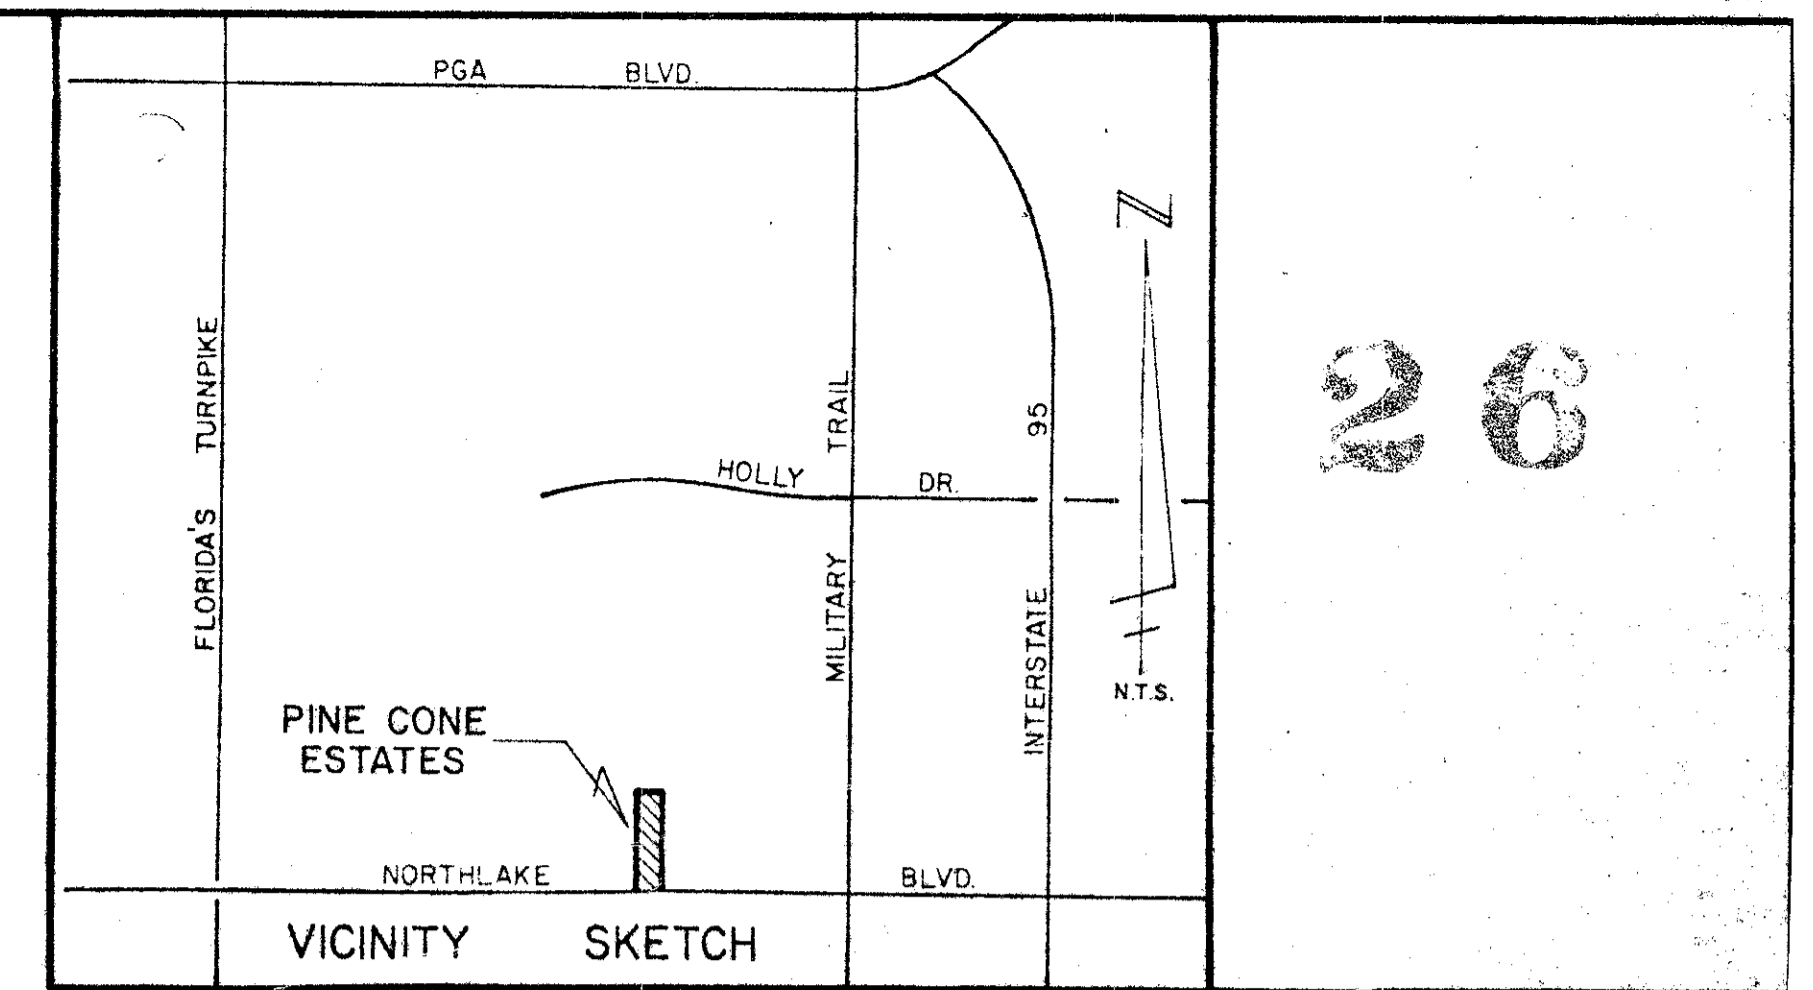 PGA BLVD.
N
26
FLORIDA'S TURNPIKE
MILITARY TRAIL
INTERSTATE 95
HOLLY DR.
N.T.S.
PINE CONE
ESTATES
NORTHLAKE BLVD.
VICINITY SKETCH